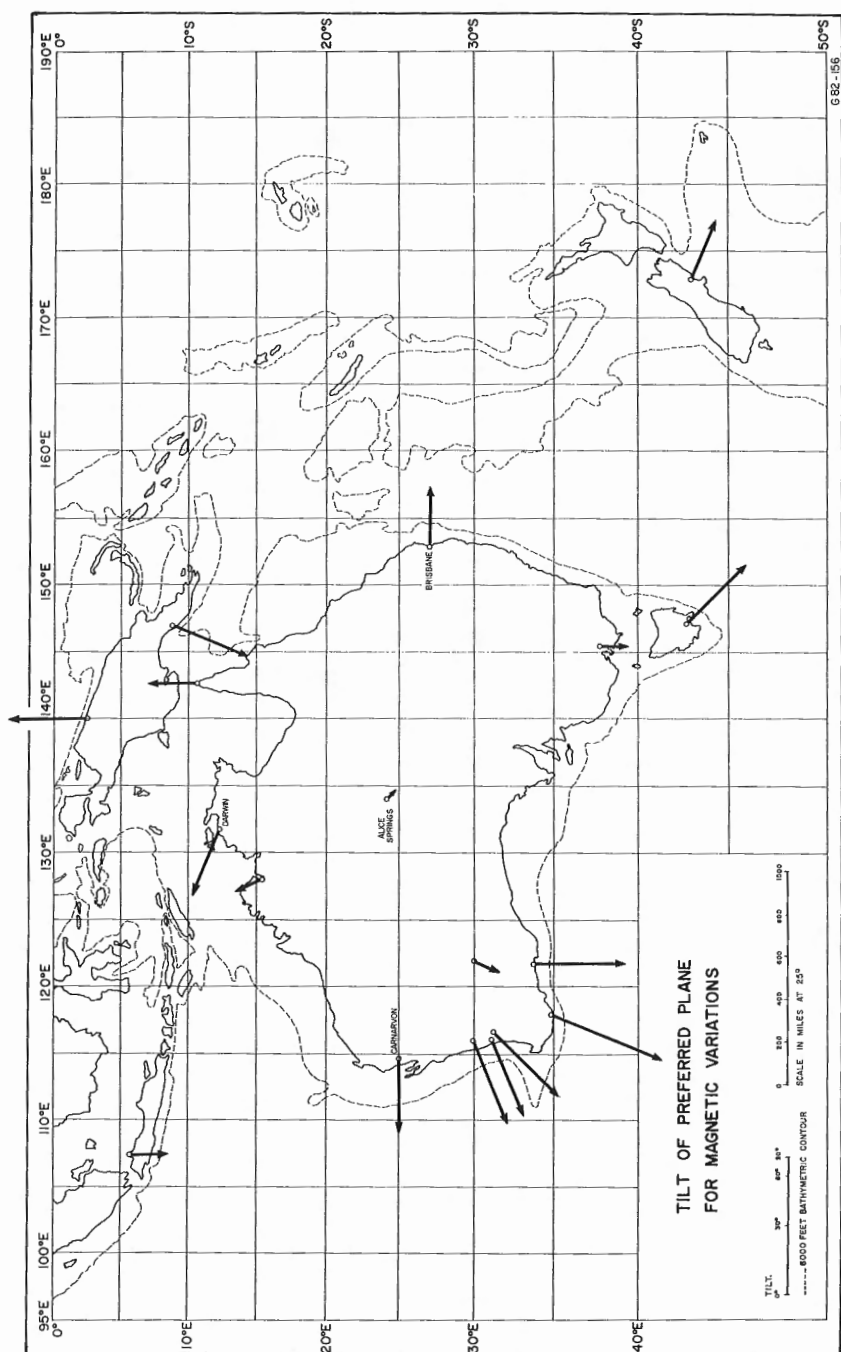 95°E 100°E 110°E 120°E 130°E 140°E 150°E 160°E 170°E 180°E 190°E
0° 0°
10°E 10°S
DARWIN
20°E 20°S
ALICE
SPRINGS
CARNARVON
BRISBANE
30°E 30°S
40°E 40°S
TILT OF PREFERRED PLANE
FOR MAGNETIC VARIATIONS
TILT.
0° 30° 60° 90°
0 200 400 600 800 1000
6000 FEET BATHYMETRIC CONTOUR
SCALE IN MILES AT 25°
50°S
G82-156